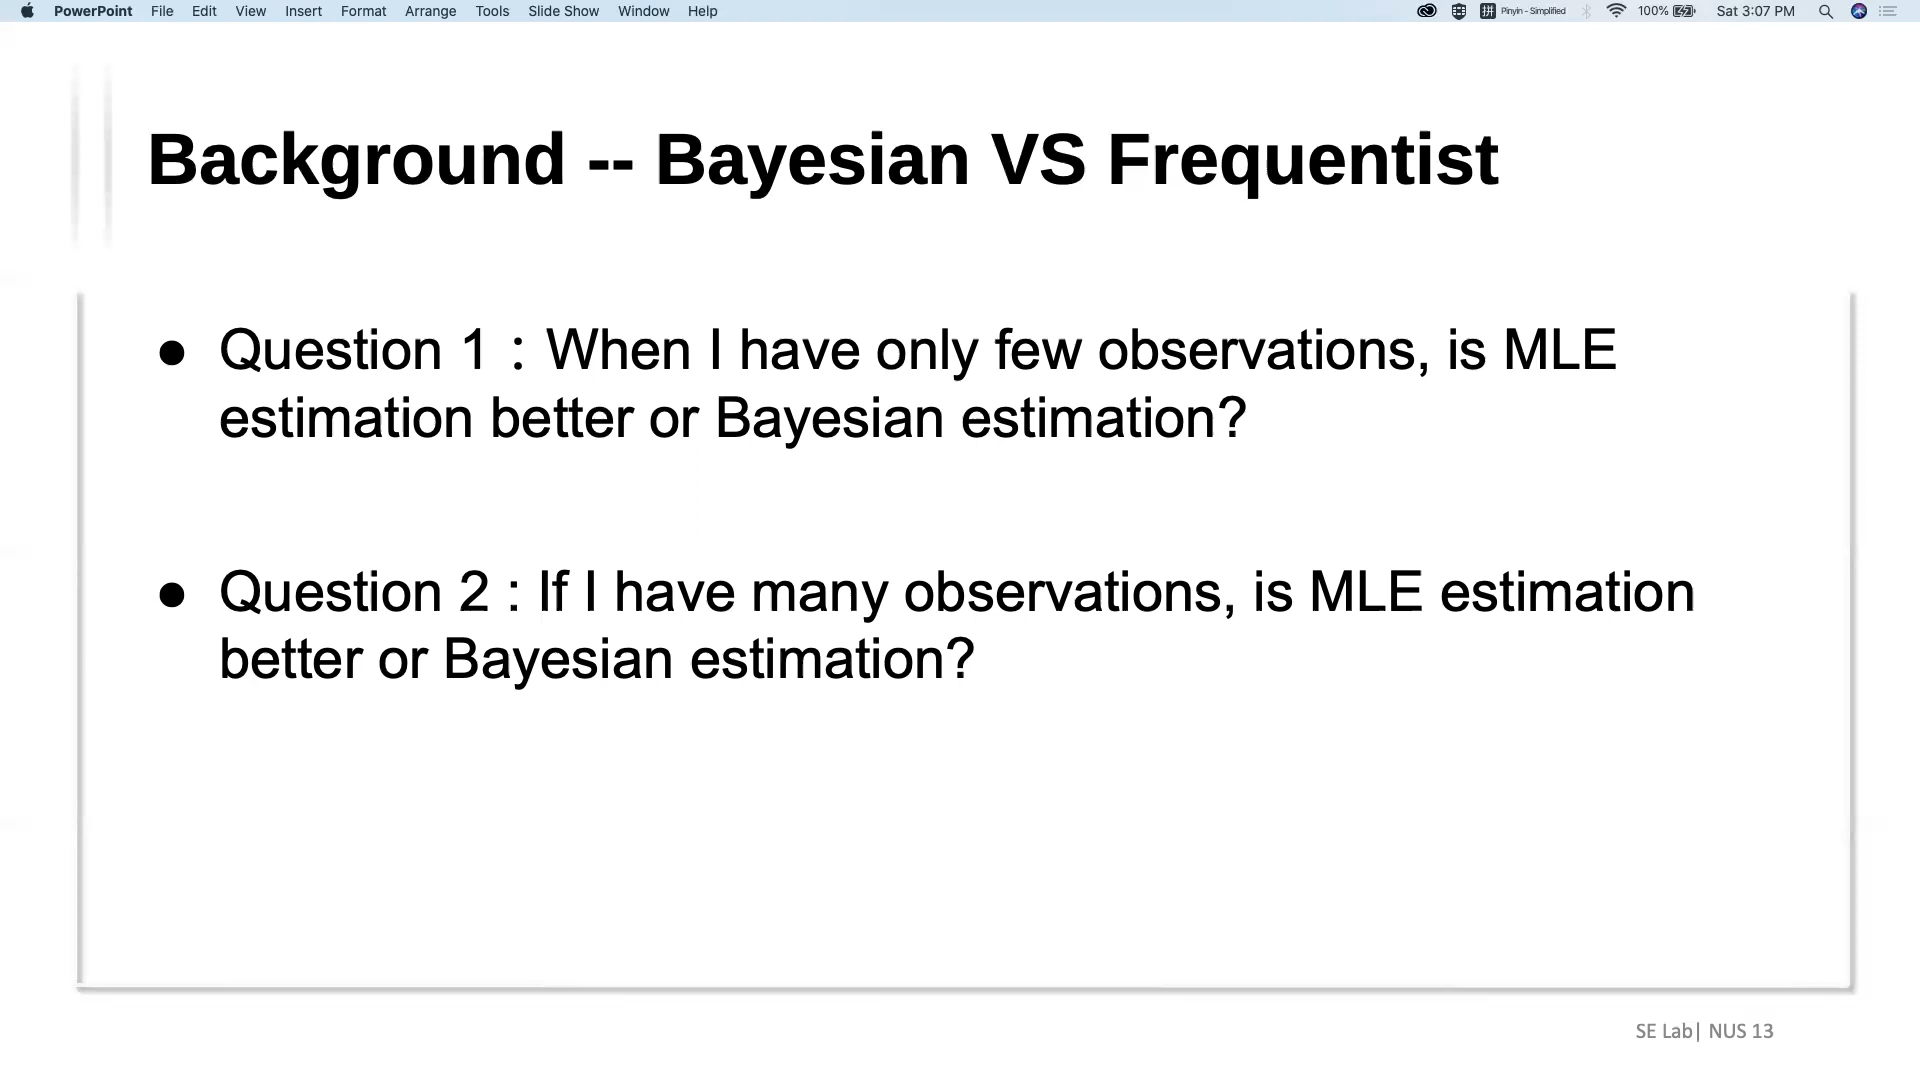 PowerPoint File Edit View Insert Format Arrange Tools Slide Show Window Help 拼 Pinyin - Simplified 100% Sat 3:07 PM
Background -- Bayesian VS Frequentist
● Question 1：When I have only few observations, is MLE
estimation better or Bayesian estimation?
● Question 2 : If I have many observations, is MLE estimation
better or Bayesian estimation?
SE Lab| NUS 13